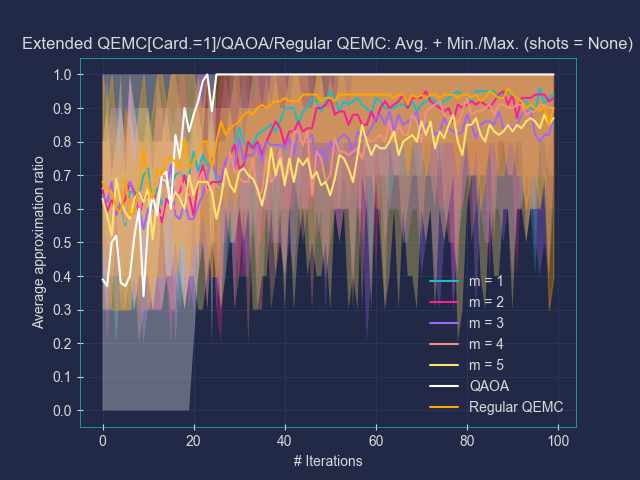 Extended QEMC[Card.=1]/QAOA/Regular QEMC: Avg. + Min./Max. (shots = None)
1.0
0.9
0.8
0.7
0.6
0.5
0.4
0.3
0.2
0.1
0.0
Average approximation ratio
m = 1
m = 2
m = 3
m = 4
m = 5
QAOA
Regular QEMC
0 20 40 60 80 100
# Iterations